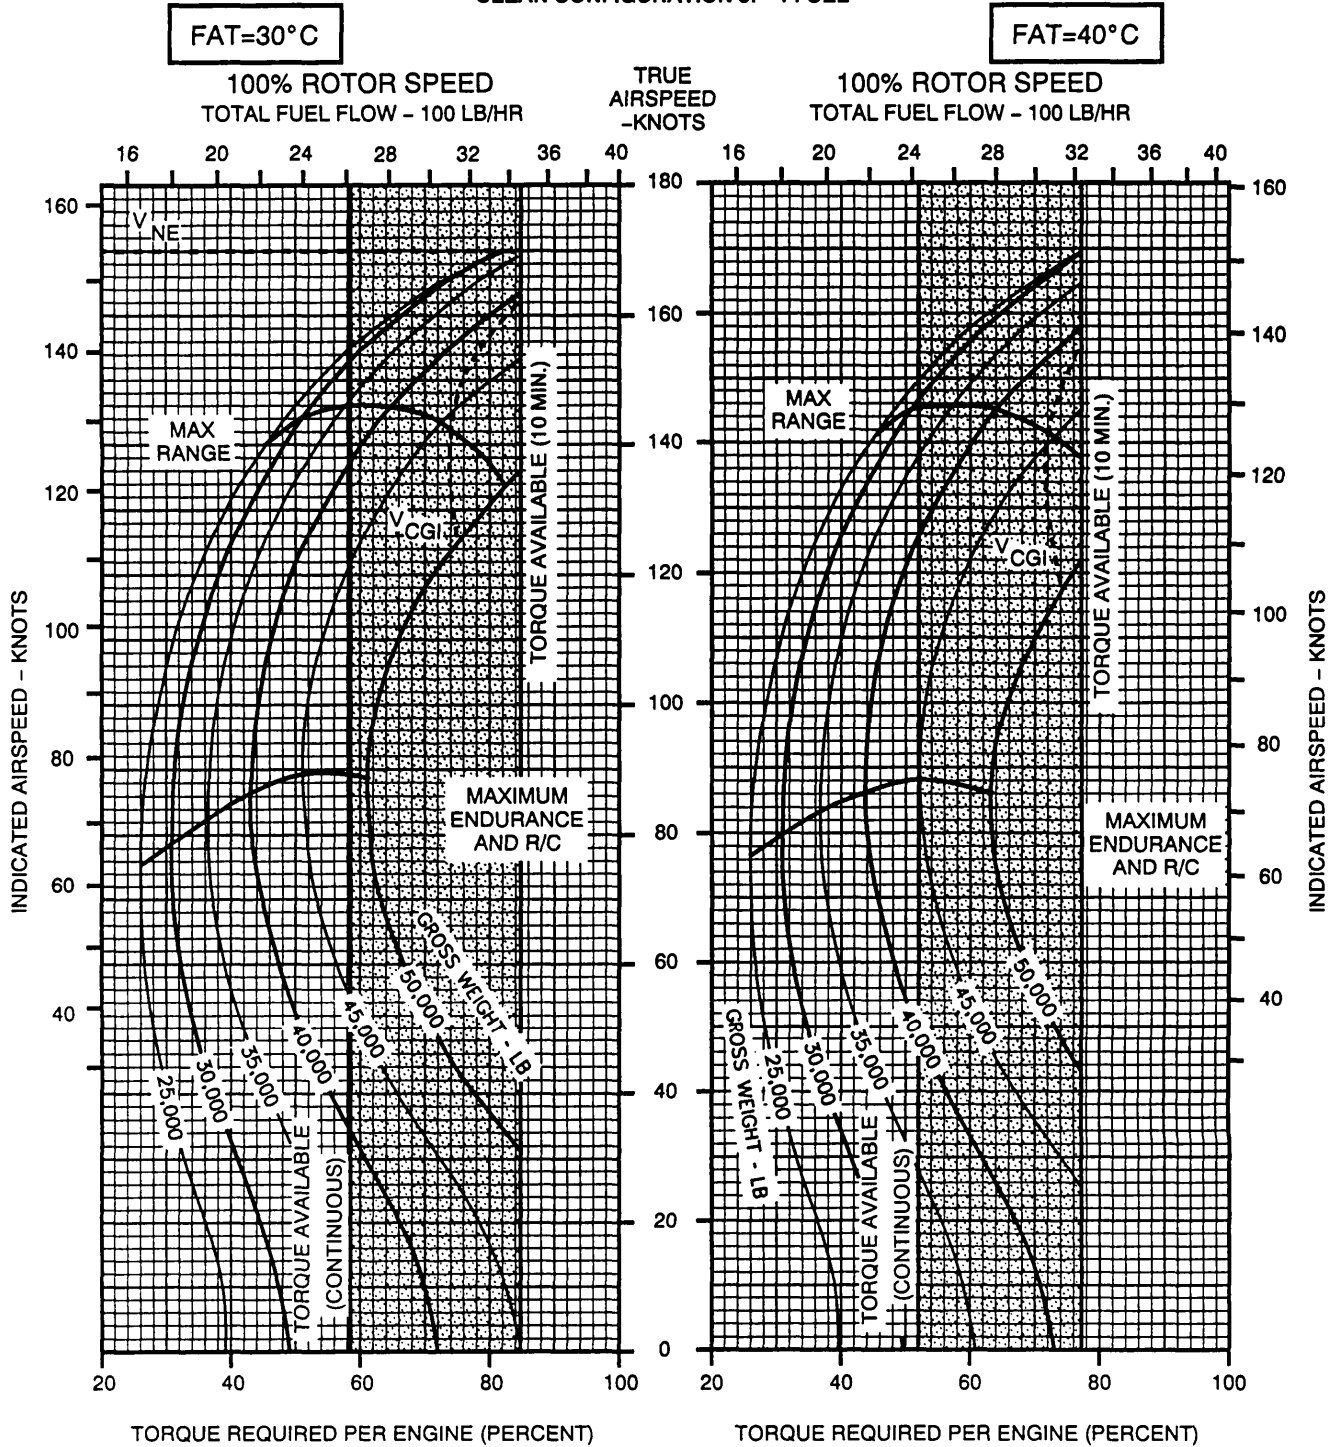 FAT=30°C
FAT=40°C
100% ROTOR SPEED
TOTAL FUEL FLOW – 100 LB/HR
TRUE
AIRSPEED
–KNOTS
100% ROTOR SPEED
TOTAL FUEL FLOW – 100 LB/HR
16 20 24 28 32 36 40
16 20 24 28 32 36 40
160
140
120
100
80
60
40
INDICATED AIRSPEED – KNOTS
V NE
MAX
RANGE
V CGI
TORQUE AVAILABLE (10 MIN.)
MAXIMUM
ENDURANCE
AND R/C
GROSS WEIGHT - LB
25,000
30,000
35,000
40,000
45,000
50,000
TORQUE AVAILABLE
(CONTINUOUS)
20 40 60 80 100
TORQUE REQUIRED PER ENGINE (PERCENT)
180
160
140
120
100
80
60
40
20
0
MAX
RANGE
V CGI
TORQUE AVAILABLE (10 MIN.)
MAXIMUM
ENDURANCE
AND R/C
GROSS WEIGHT - LB
25,000
30,000
35,000
40,000
45,000
50,000
TORQUE AVAILABLE
(CONTINUOUS)
160
140
120
100
80
60
40
INDICATED AIRSPEED – KNOTS
20 40 60 80 100
TORQUE REQUIRED PER ENGINE (PERCENT)